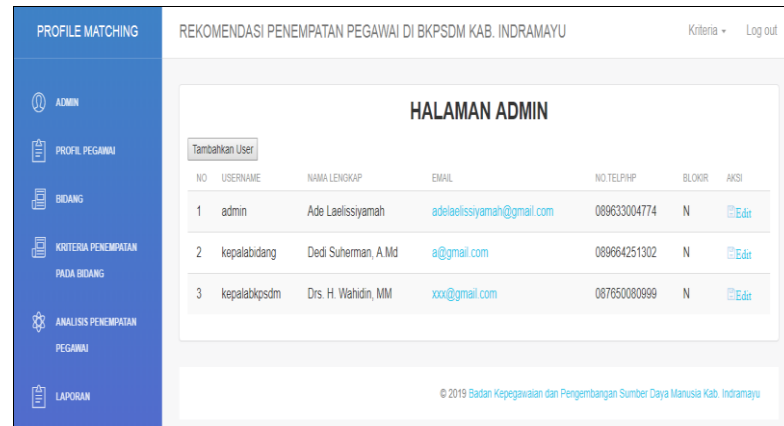 PROFILE MATCHING
REKOMENDASI PENEMPATAN PEGAWAI DI BKPSDM KAB. INDRAMAYU
Kriteria
Log out
ADMIN
PROFIL PEGAWAI
BIDANG
KRITERIA PENEMPATAN
PADA BIDANG
ANALISIS PENEMPATAN
PEGAWAI
LAPORAN
HALAMAN ADMIN
Tambahkan User
NO USERNAME NAMA LENGKAP EMAIL NO.TELP/HP BLOKIR AKSI
1 admin Ade Laelissiyamah adelaelissiyamah@gmail.com 089633004774 N Edit
2 kepalabidang Dedi Suherman, A.Md a@gmail.com 089664251302 N Edit
3 kepalabkpsdm Drs. H. Wahidin, MM xxx@gmail.com 087650080999 N Edit
© 2019 Badan Kepegawaian dan Pengembangan Sumber Daya Manusia Kab. Indramayu